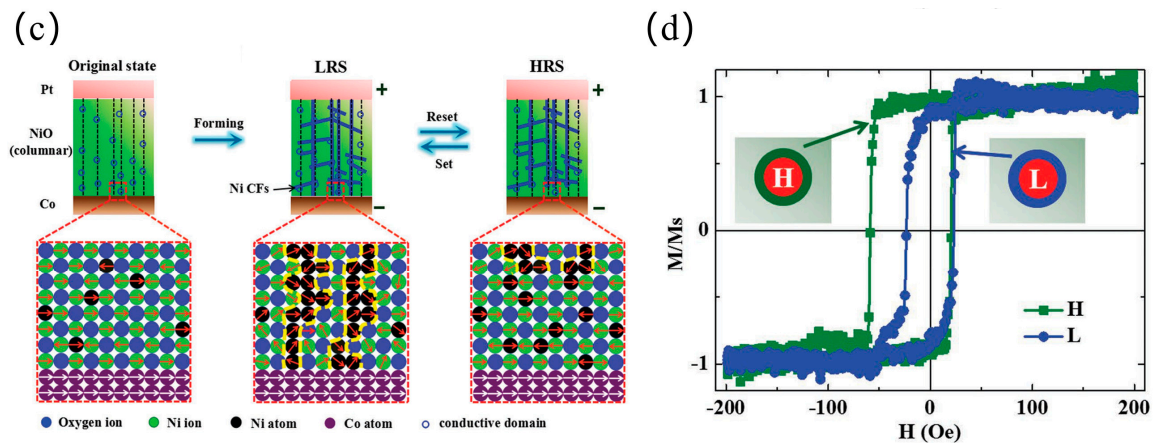 (c)
Original state
LRS
HRS
Pt
+
+
NiO
(columnar)
Forming
Reset
Set
Ni CFs
Co
−
−
Oxygen ion
Ni ion
Ni atom
Co atom
conductive domain
(d)
M/Ms
1
0
-1
H
L
H
L
-200
-100
0
100
200
H (Oe)